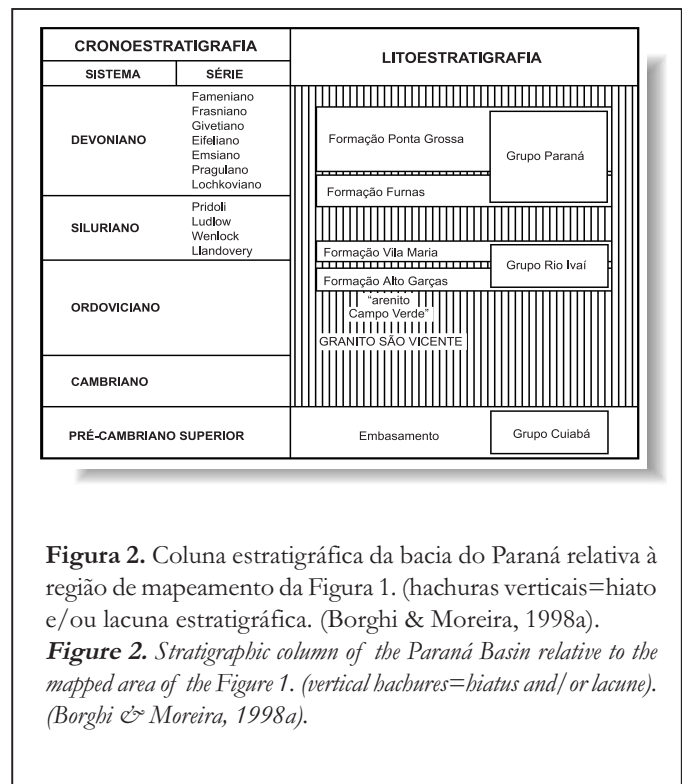 CRONOESTRATIGRAFIA
LITOESTRATIGRAFIA
SISTEMA
SÉRIE
DEVONIANO
Fameniano
Frasniano
Givetiano
Eifeliano
Emsiano
Pragulano
Lochkoviano
Formação Ponta Grossa
Grupo Paraná
Formação Furnas
SILURIANO
Pridoli
Ludlow
Wenlock
Llandovery
Formação Vila Maria
Grupo Rio Ivaí
Formação Alto Garças
ORDOVICIANO
"arenito
Campo Verde"
GRANITO SÃO VICENTE
CAMBRIANO
PRÉ-CAMBRIANO SUPERIOR
Embasamento
Grupo Cuiabá
Figura 2. Coluna estratigráfica da bacia do Paraná relativa à
região de mapeamento da Figura 1. (hachuras verticais=hiato
e/ou lacuna estratigráfica. (Borghi & Moreira, 1998a).
Figure 2. Stratigraphic column of the Paraná Basin relative to the
mapped area of the Figure 1. (vertical hachures=hiatus and/or lacune).
(Borghi & Moreira, 1998a).